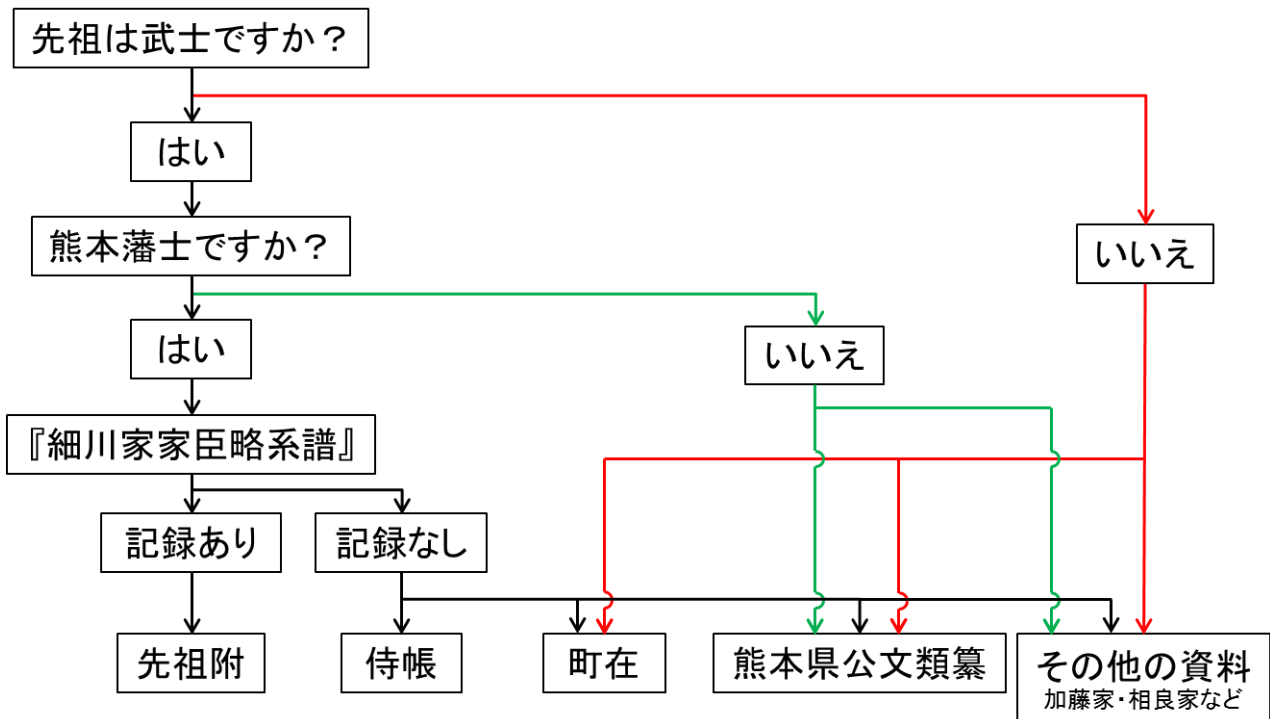 先祖は武士ですか？
はい
熊本藩士ですか？
いいえ
はい
いいえ
『細川家家臣略系譜』
記録あり
記録なし
先祖附
侍帳
町在
熊本県公文類纂
その他の資料
加藤家・相良家など